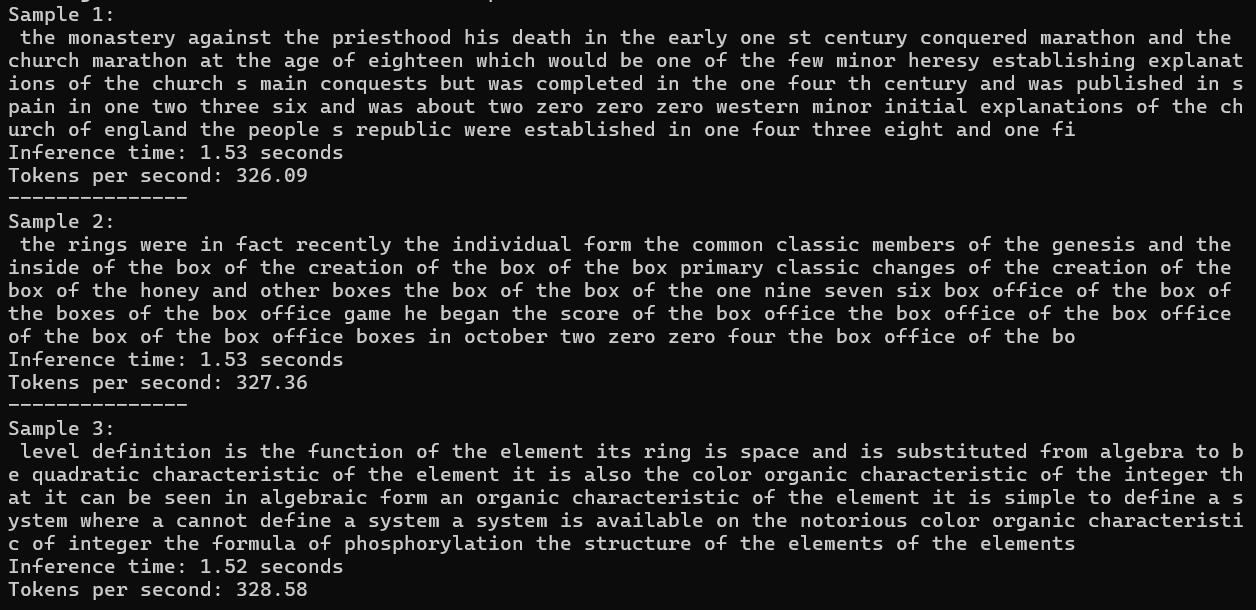 Sample 1:
 the monastery against the priesthood his death in the early one st century conquered marathon and the
church marathon at the age of eighteen which would be one of the few minor heresy establishing explanat
ions of the church s main conquests but was completed in the one four th century and was published in s
pain in one two three six and was about two zero zero zero western minor initial explanations of the ch
urch of england the people s republic were established in one four three eight and one fi
Inference time: 1.53 seconds
Tokens per second: 326.09
---------------
Sample 2:
 the rings were in fact recently the individual form the common classic members of the genesis and the
inside of the box of the creation of the box of the box primary classic changes of the creation of the
box of the honey and other boxes the box of the box of the one nine seven six box office of the box of
the boxes of the box office game he began the score of the box office the box office of the box office
of the box of the box office boxes in october two zero zero four the box office of the bo
Inference time: 1.53 seconds
Tokens per second: 327.36
---------------
Sample 3:
 level definition is the function of the element its ring is space and is substituted from algebra to b
e quadratic characteristic of the element it is also the color organic characteristic of the integer th
at it can be seen in algebraic form an organic characteristic of the element it is simple to define a s
ystem where a cannot define a system a system is available on the notorious color organic characteristi
c of integer the formula of phosphorylation the structure of the elements of the elements
Inference time: 1.52 seconds
Tokens per second: 328.58